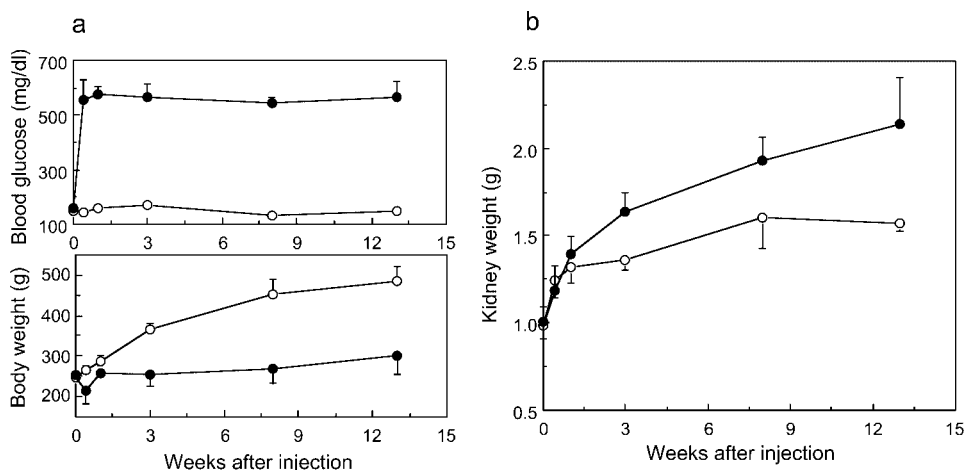 a
Blood glucose (mg/dl)
700
500
300
100
0 3 6 9 12 15
Body weight (g)
500
400
300
200
0 3 6 9 12 15
Weeks after injection
b
Kidney weight (g)
2.5
2.0
1.5
1.0
0.5
0 3 6 9 12 15
Weeks after injection